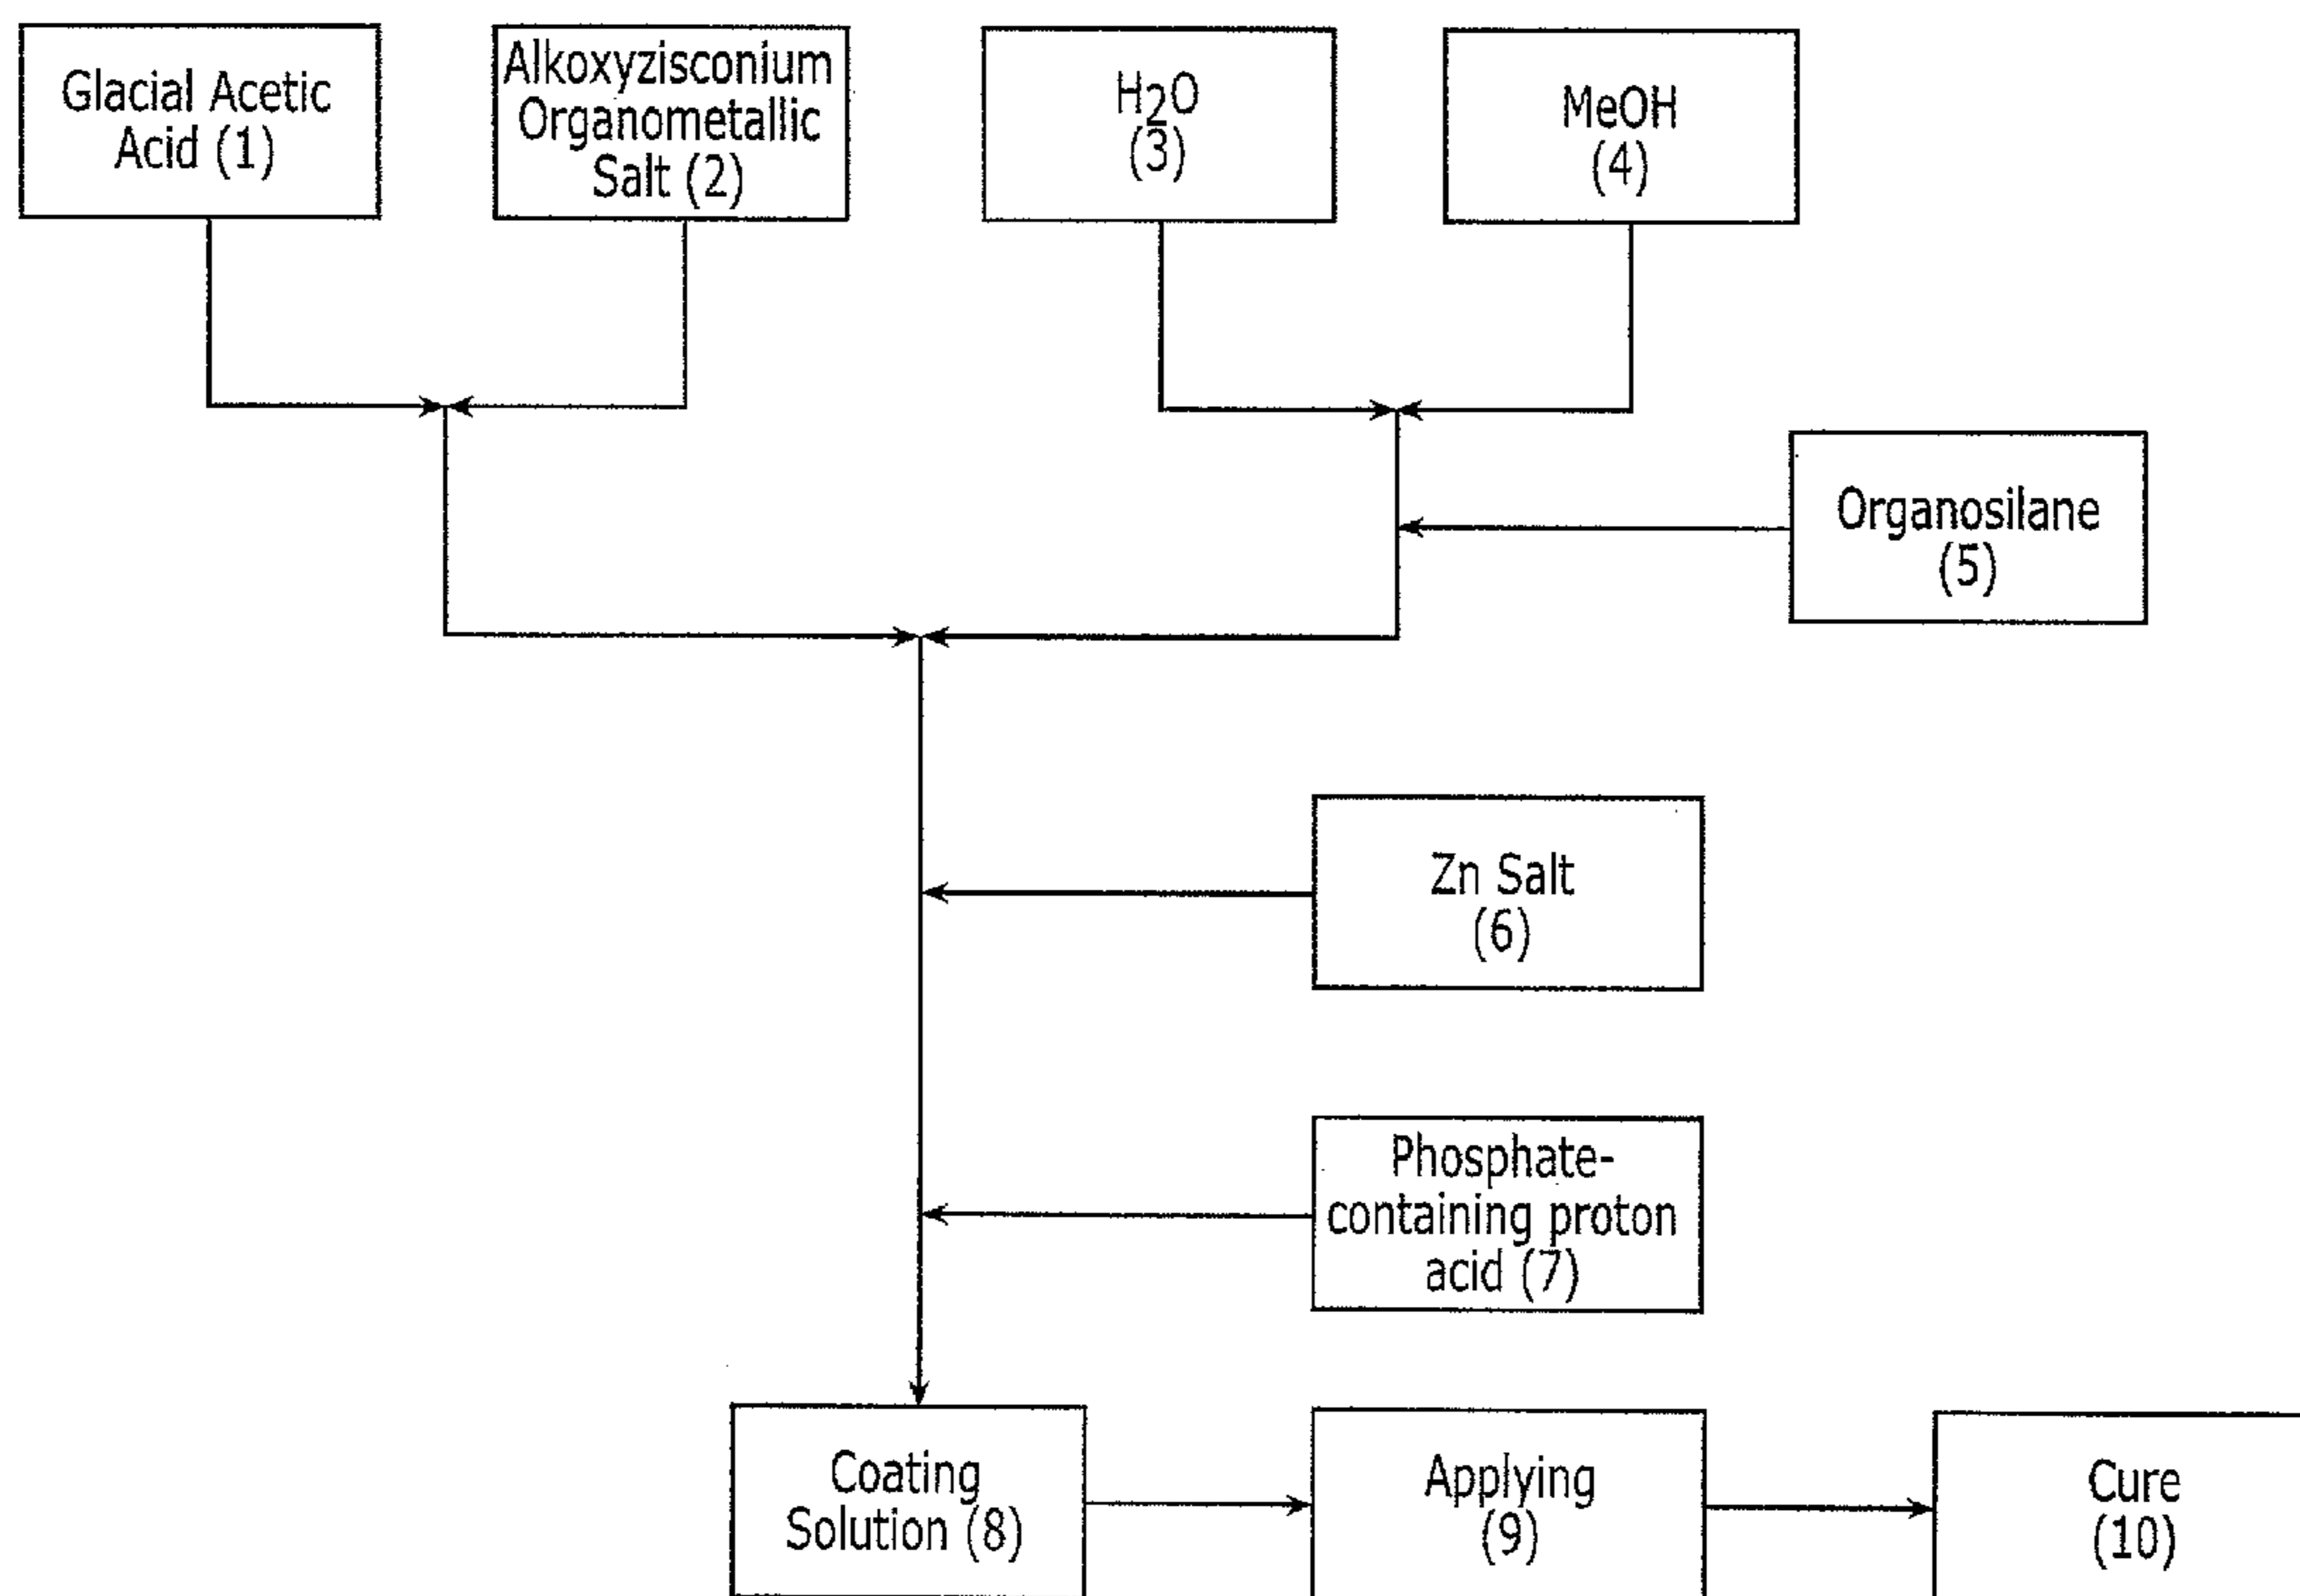 Glacial Acetic
Acid (1)
Alkoxyzisconium
Organometallic
Salt (2)
H2O
(3)
MeOH
(4)
Organosilane
(5)
Zn Salt
(6)
Phosphate-
containing proton
acid (7)
Coating
Solution (8)
Applying
(9)
Cure
(10)